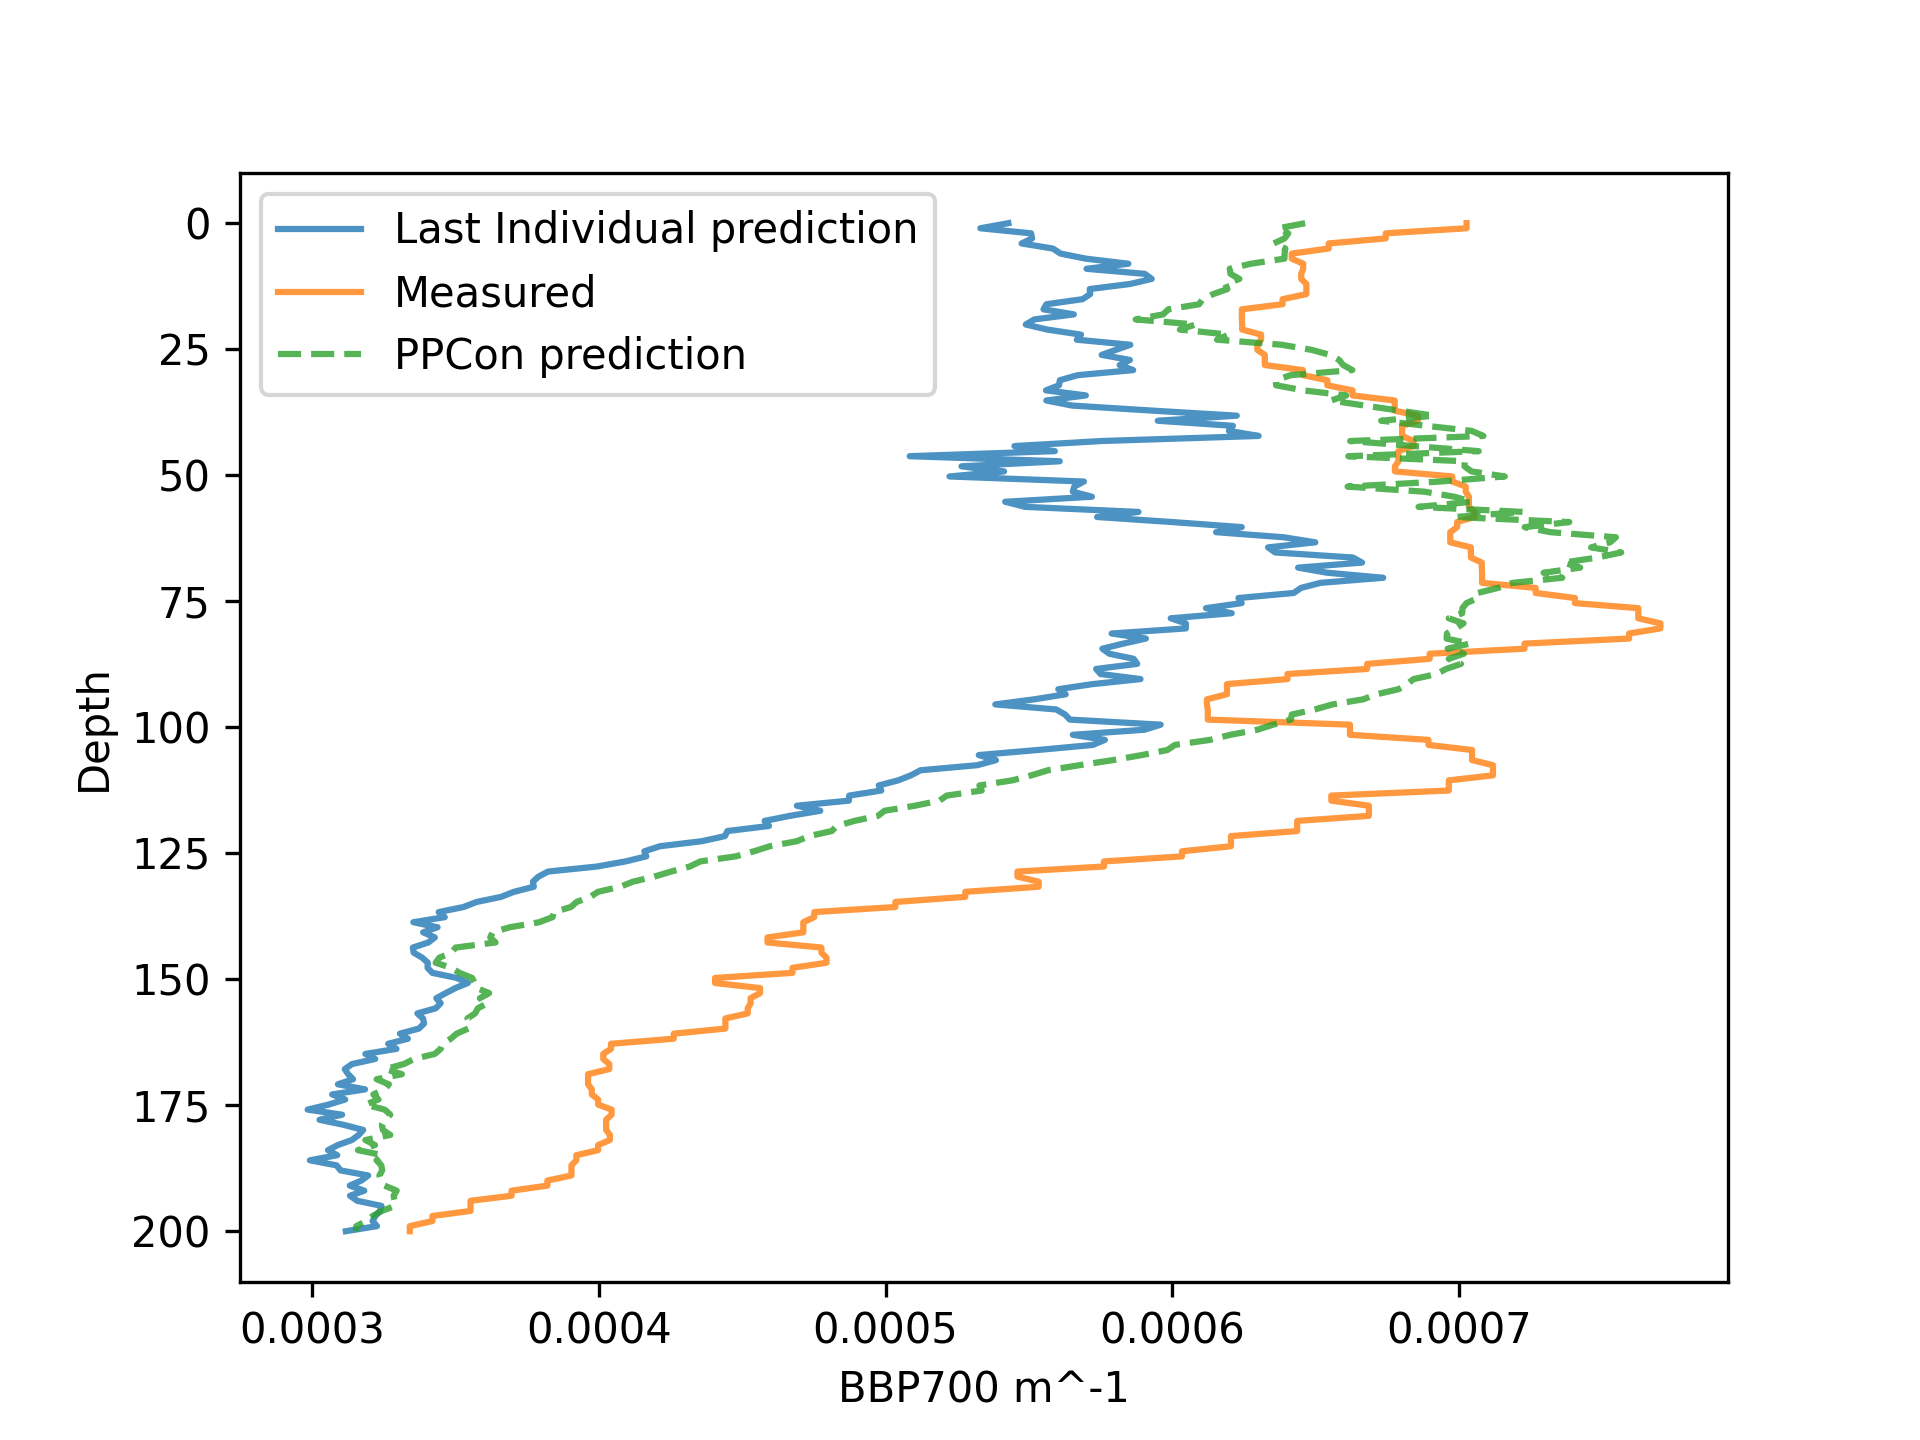 Last Individual prediction
Measured
PPCon prediction
0
25
50
75
100
125
150
175
200
Depth
0.0003 0.0004 0.0005 0.0006 0.0007
BBP700 m^-1